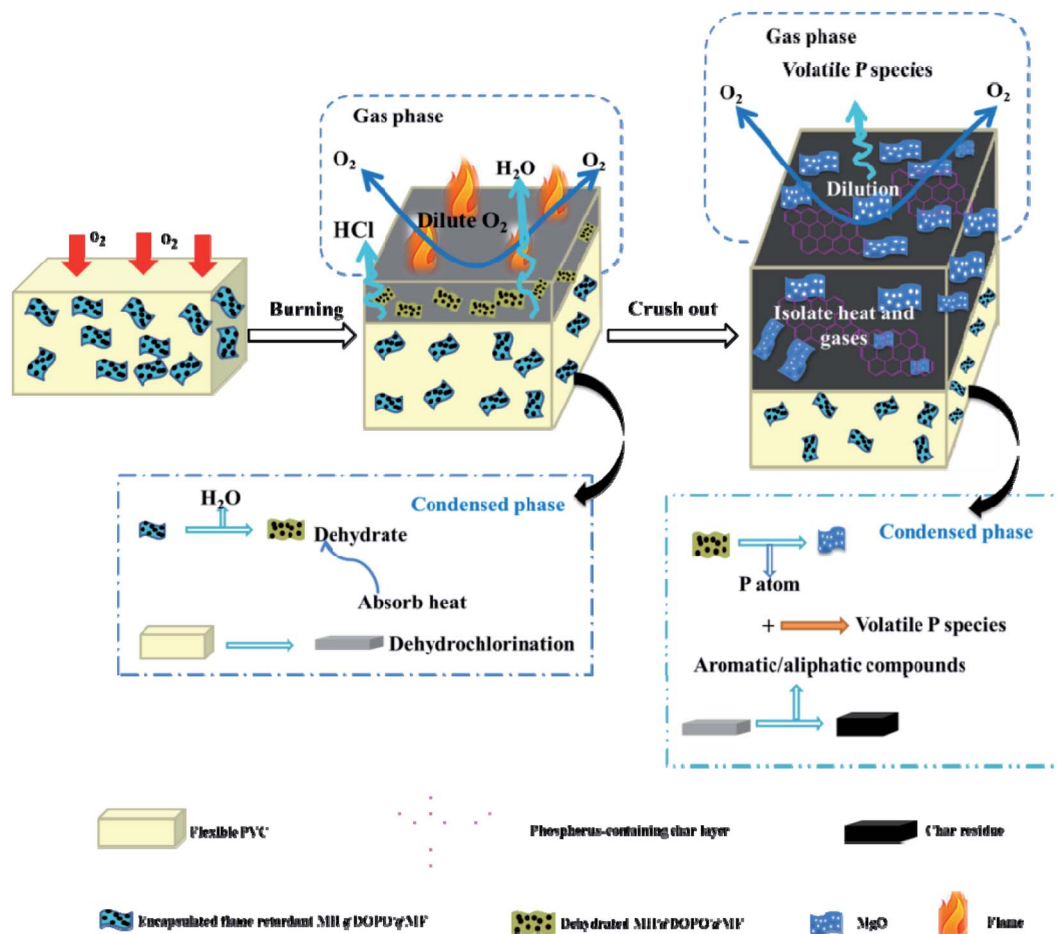 O₂
O₂
Burning
Gas phase
O₂
H₂O
O₂
Dilute O₂
HCl
Crush out
Gas phase
Volatile P species
O₂
O₂
Dilution
Isolate heat and
gases
H₂O
Condensed phase
Dehydrate
Absorb heat
Dehydrochlorination
Condensed phase
P atom
+
Volatile P species
Aromatic/aliphatic compounds
Flexible PVC
Phosphorus-containing char layer
Char residue
Encapsulated flame retardant
Dehydrated
MgO
Flame